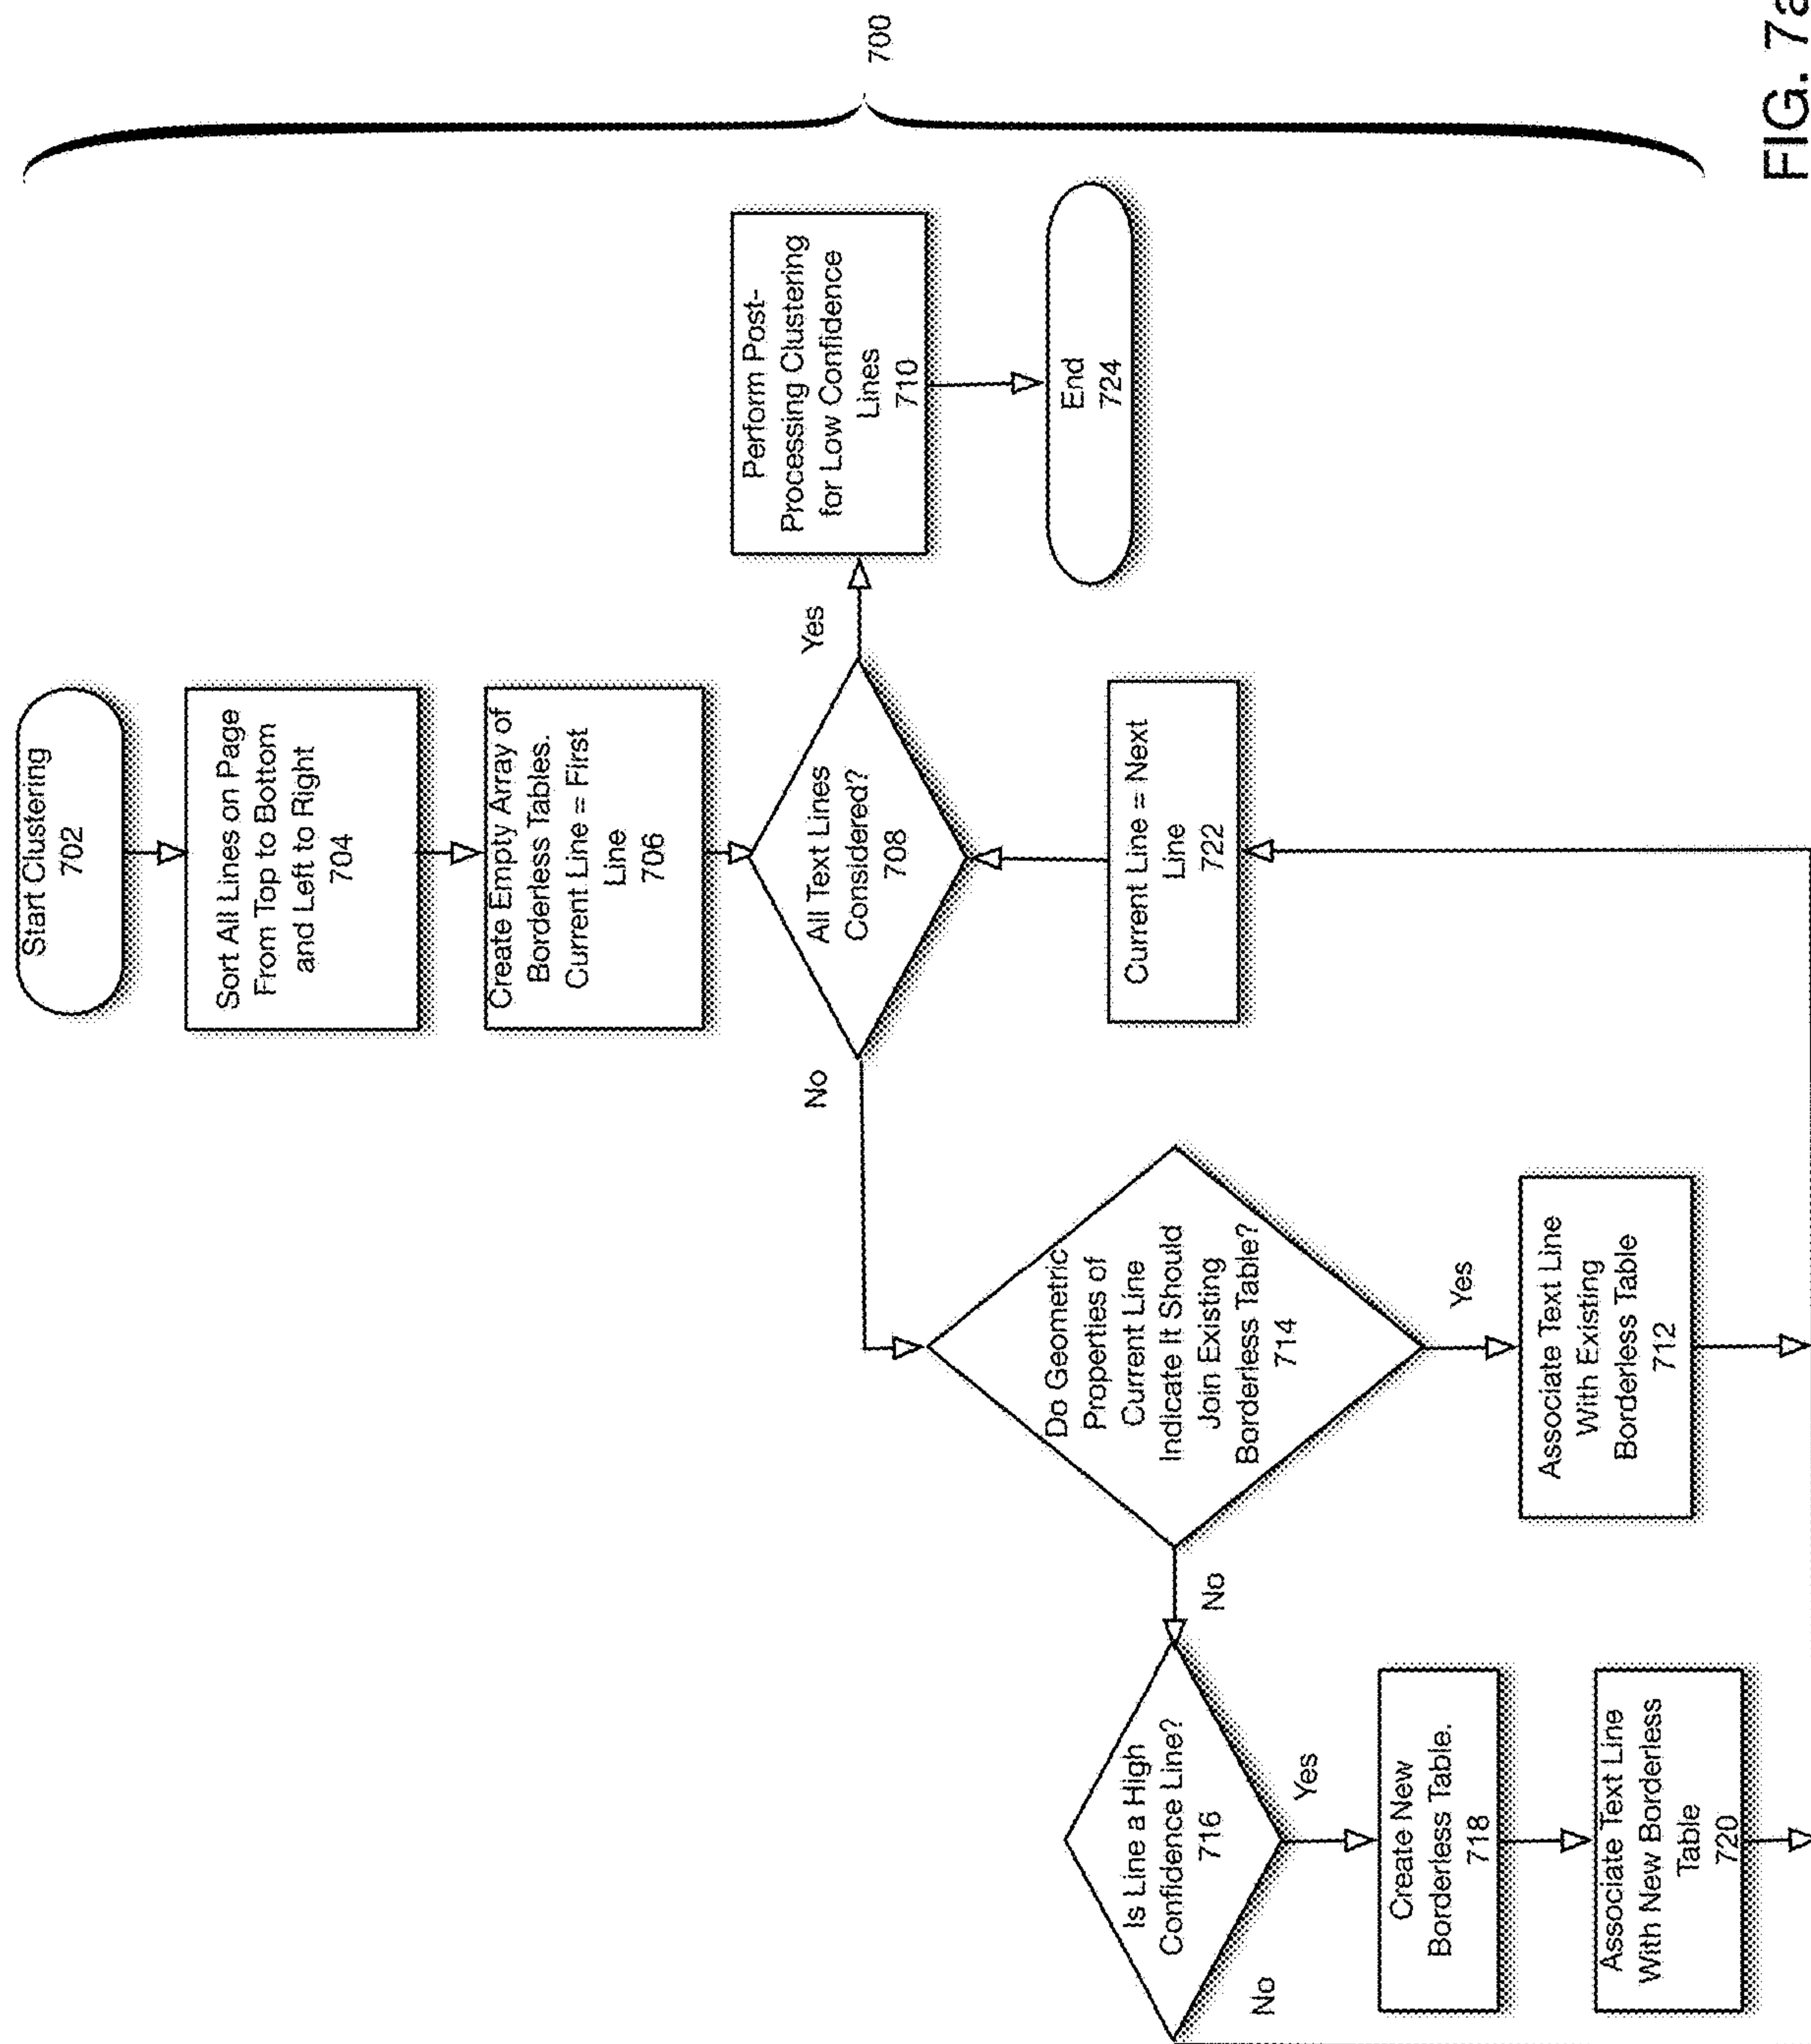 Start Clustering
702
Sort All Lines on Page
From Top to Bottom
and Left to Right
704
Create Empty Array of
Borderless Tables.
Current Line = First
Line
706
All Text Lines
Considered?
708
Yes
No
Perform Post-
Processing Clustering
for Low Confidence
Lines
710
End
724
Current Line = Next
Line
722
Do Geometric
Properties of
Current Line
Indicate It Should
Join Existing
Borderless Table?
714
Yes
No
Associate Text Line
With Existing
Borderless Table
712
Is Line a High
Confidence Line?
716
Yes
No
Create New
Borderless Table.
718
Associate Text Line
With New Borderless
Table
720
700
FIG. 7a